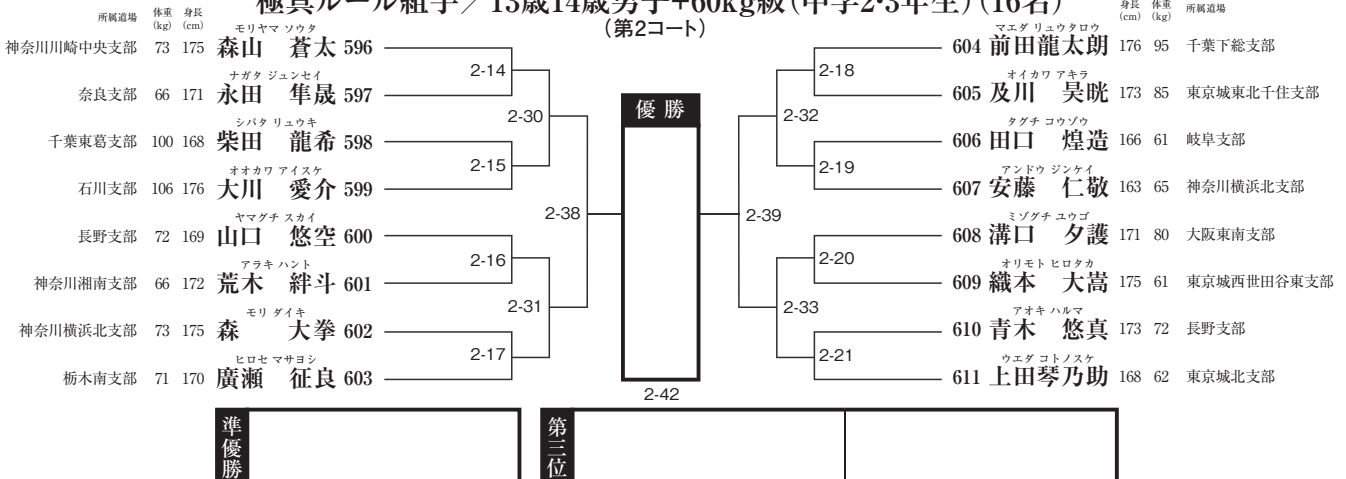 極真ルール組手／13歳14歳男子+60kg級（中学2・3年生）（16名）
（第2コート）
所属道場 体重(kg) 身長(cm)
身長(cm) 体重(kg) 所属道場
モリヤマ ソウタ
神奈川川崎中央支部 73 175 森山 蒼太 596
ナガタ ジュンセイ
奈良支部 66 171 永田 隼晟 597
シバタ リュウキ
千葉東葛支部 100 168 柴田 龍希 598
オオカワ アイスケ
石川支部 106 176 大川 愛介 599
ヤマグチ スカイ
長野支部 72 169 山口 悠空 600
アラキ ハント
神奈川湘南支部 66 172 荒木 絆斗 601
モリ ダイキ
神奈川横浜北支部 73 175 森 大拳 602
ヒロセ マサヨシ
栃木南支部 71 170 廣瀬 征良 603
2-14
2-15
2-16
2-17
2-30
2-31
2-38
優勝
2-42
2-39
2-32
2-33
2-18
2-19
2-20
2-21
マエダ リュウタロウ
604 前田龍太朗 176 95 千葉下総支部
オイカワ アキラ
605 及川 昊晄 173 85 東京城東北千住支部
タグチ コウゾウ
606 田口 煌造 166 61 岐阜支部
アンドウ ジンケイ
607 安藤 仁敬 163 65 神奈川横浜北支部
ミゾグチ ユウゴ
608 溝口 夕護 171 80 大阪東南支部
オリモト ヒロタカ
609 織本 大嵩 175 61 東京城西世田谷東支部
アオキ ハルマ
610 青木 悠真 173 72 長野支部
ウエダ コトノスケ
611 上田琴乃助 168 62 東京城北支部
準優勝
第三位